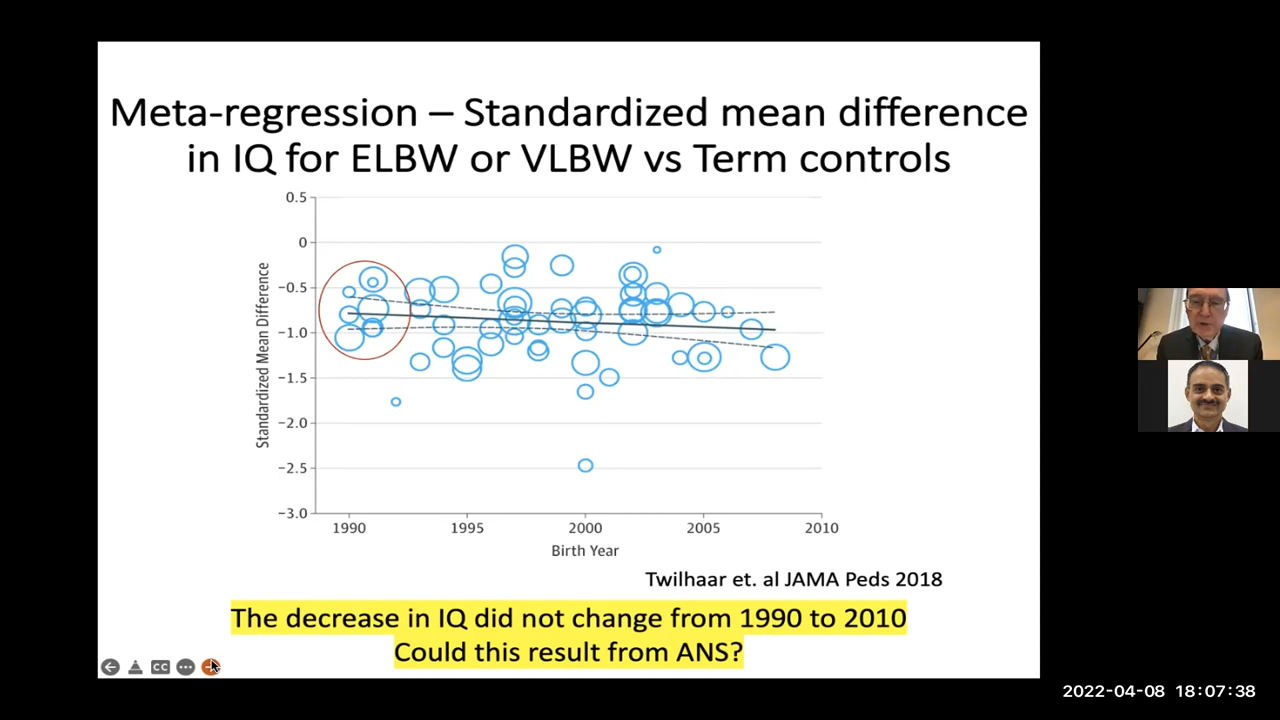 Meta-regression – Standardized mean difference
in IQ for ELBW or VLBW vs Term controls
0.5
0
−0.5
−1.0
−1.5
−2.0
−2.5
−3.0
Standardized Mean Difference
1990
1995
2000
2005
2010
Birth Year
Twilhaar et. al JAMA Peds 2018
The decrease in IQ did not change from 1990 to 2010
Could this result from ANS?
CC
2022-04-08 18:07:38